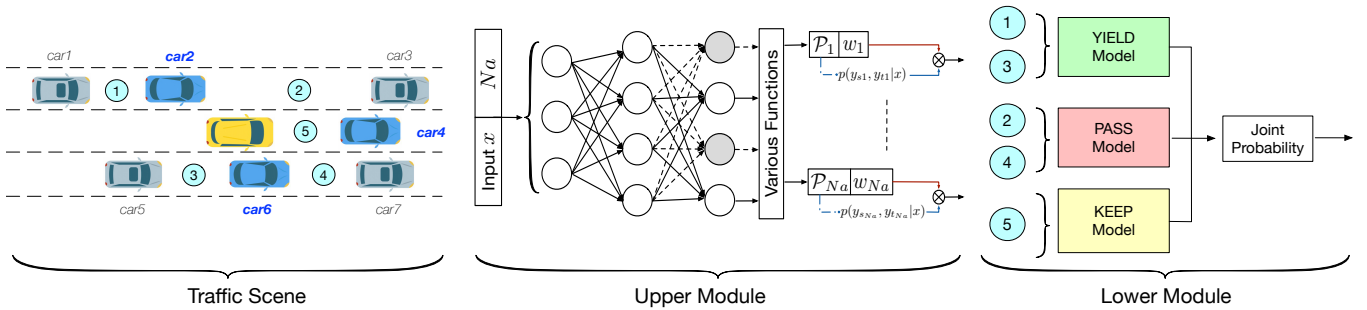 car1
car2
car3
1
2
5
car4
3
4
car5
car6
car7
Traffic Scene
Na
Input x
Various Functions
P1 w1
p(ys1, yt1|x)
PNa wNa
p(ysNa, ytNa|x)
Upper Module
1
3
YIELD
Model
2
4
PASS
Model
5
KEEP
Model
Joint
Probability
Lower Module